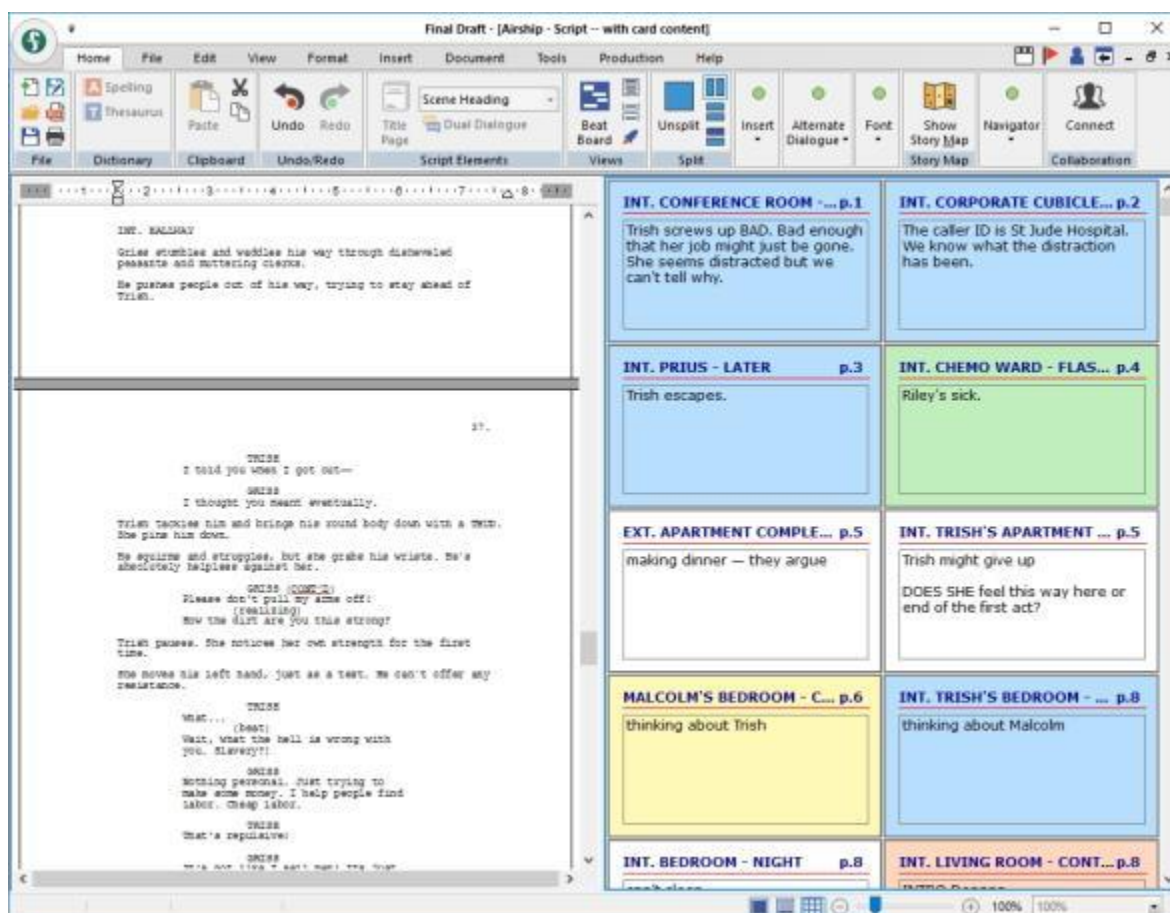 Final Draft - [Airship - Script -- with card content]
Home File Edit View Format Insert Document Tools Production Help
Spelling
Thesaurus
Paste
Undo Redo
Title Page
Scene Heading
Dual Dialogue
Beat Board
Unsplit
Insert
Alternate Dialogue
Font
Show Story Map
Navigator
Connect
File Dictionary Clipboard Undo/Redo Script Elements Views Split Story Map Collaboration
1 2 3 4 5 6 7 8
INT. HALLWAY
Griss stumbles and waddles his way through disheveled
peasants and muttering clerks.
He pushes people out of his way, trying to stay ahead of
Trish.
37.
TRISH
I told you when I got out—
GRISS
I thought you meant eventually.
Trish tackles him and brings his round body down with a THUD.
She pins him down.
He squirms and struggles, but she grabs his wrists. He's
absolutely helpless against her.
GRISS (CONT'D)
Please don't pull my arms off!
(realizing)
How the dirt are you this strong?
Trish pauses. She notices her own strength for the first
time.
She moves his left hand, just as a test. He can't offer any
resistance.
TRISH
What...
(beat)
Wait, what the hell is wrong with
you. Slavery?!
GRISS
Nothing personal. Just trying to
make some money. I help people find
labor. Cheap labor.
TRISH
That's repulsive!
GRISS
INT. CONFERENCE ROOM -... p.1
Trish screws up BAD. Bad enough
that her job might just be gone.
She seems distracted but we
can't tell why.
INT. CORPORATE CUBICLE... p.2
The caller ID is St Jude Hospital.
We know what the distraction
has been.
INT. PRIUS - LATER p.3
Trish escapes.
INT. CHEMO WARD - FLAS... p.4
Riley's sick.
EXT. APARTMENT COMPLE... p.5
making dinner — they argue
INT. TRISH'S APARTMENT ... p.5
Trish might give up
DOES SHE feel this way here or
end of the first act?
MALCOLM'S BEDROOM - C... p.6
thinking about Trish
INT. TRISH'S BEDROOM - ... p.8
thinking about Malcolm
INT. BEDROOM - NIGHT p.8
INT. LIVING ROOM - CONT... p.8
100% 100%